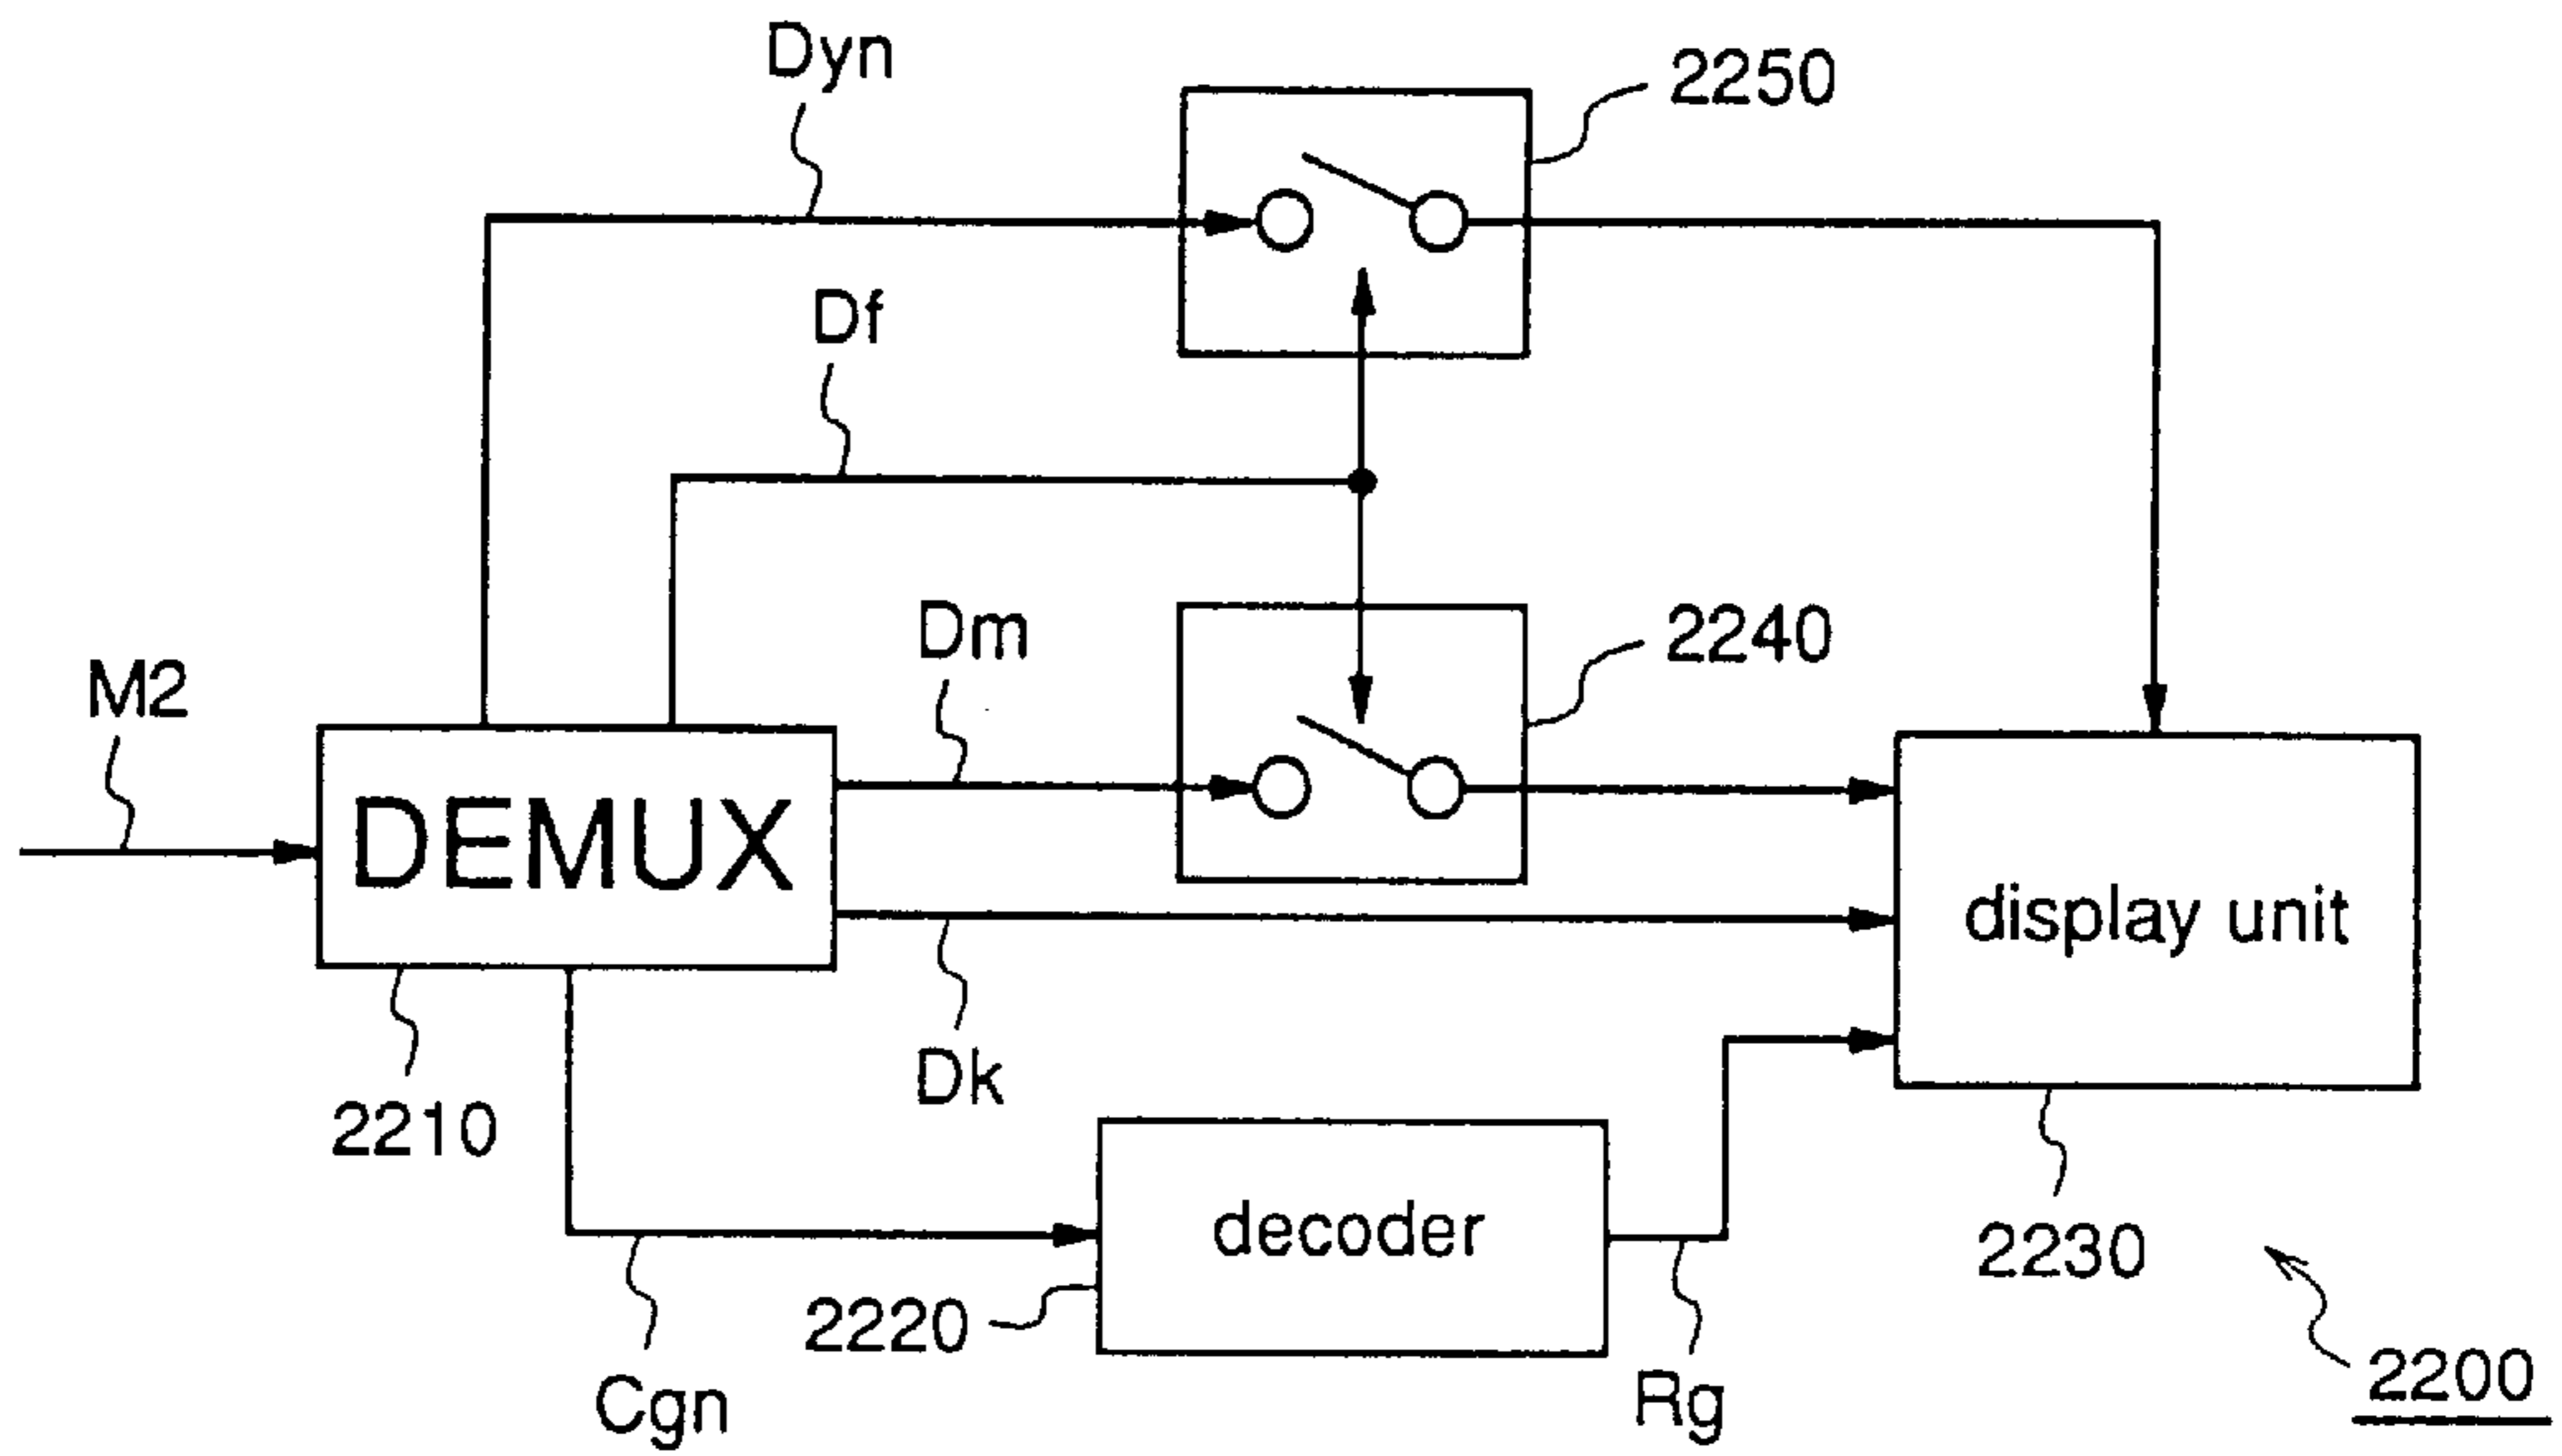 Dyn
2250
Df
Dm
2240
M2
DEMUX
display unit
Dk
2210
decoder
2230
2220
Cgn
Rg
2200